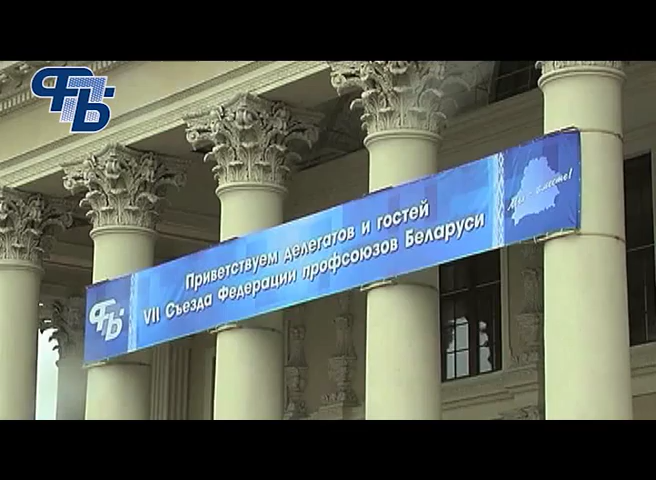 ФПБ
Приветствуем делегатов и гостей
VII Съезда Федерации профсоюзов Беларуси
ФПБ
Мы - вместе!